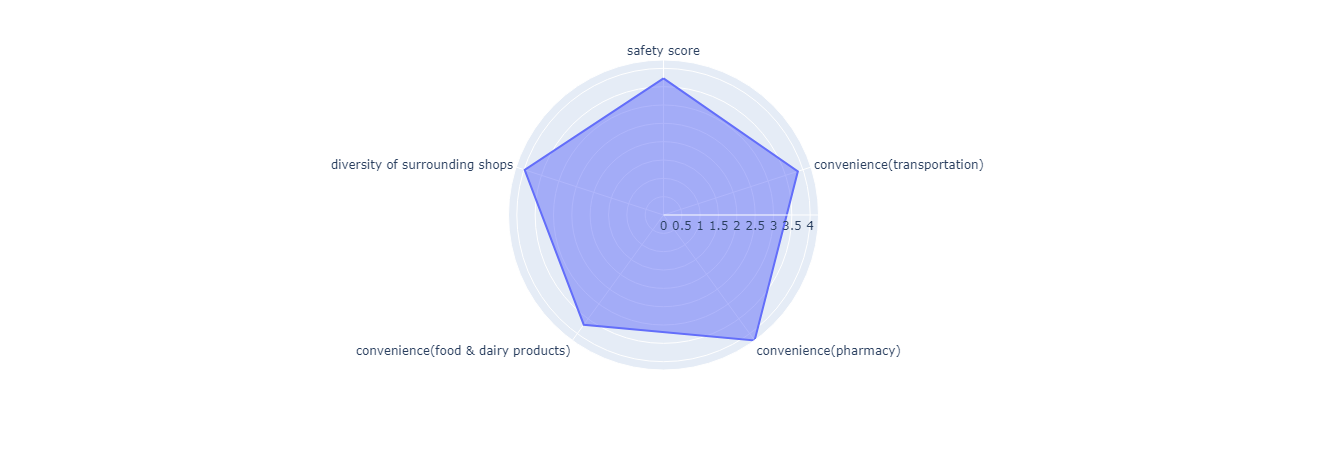 safety score
diversity of surrounding shops
convenience(transportation)
0 0.5 1 1.5 2 2.5 3 3.5 4
convenience(food & dairy products)
convenience(pharmacy)